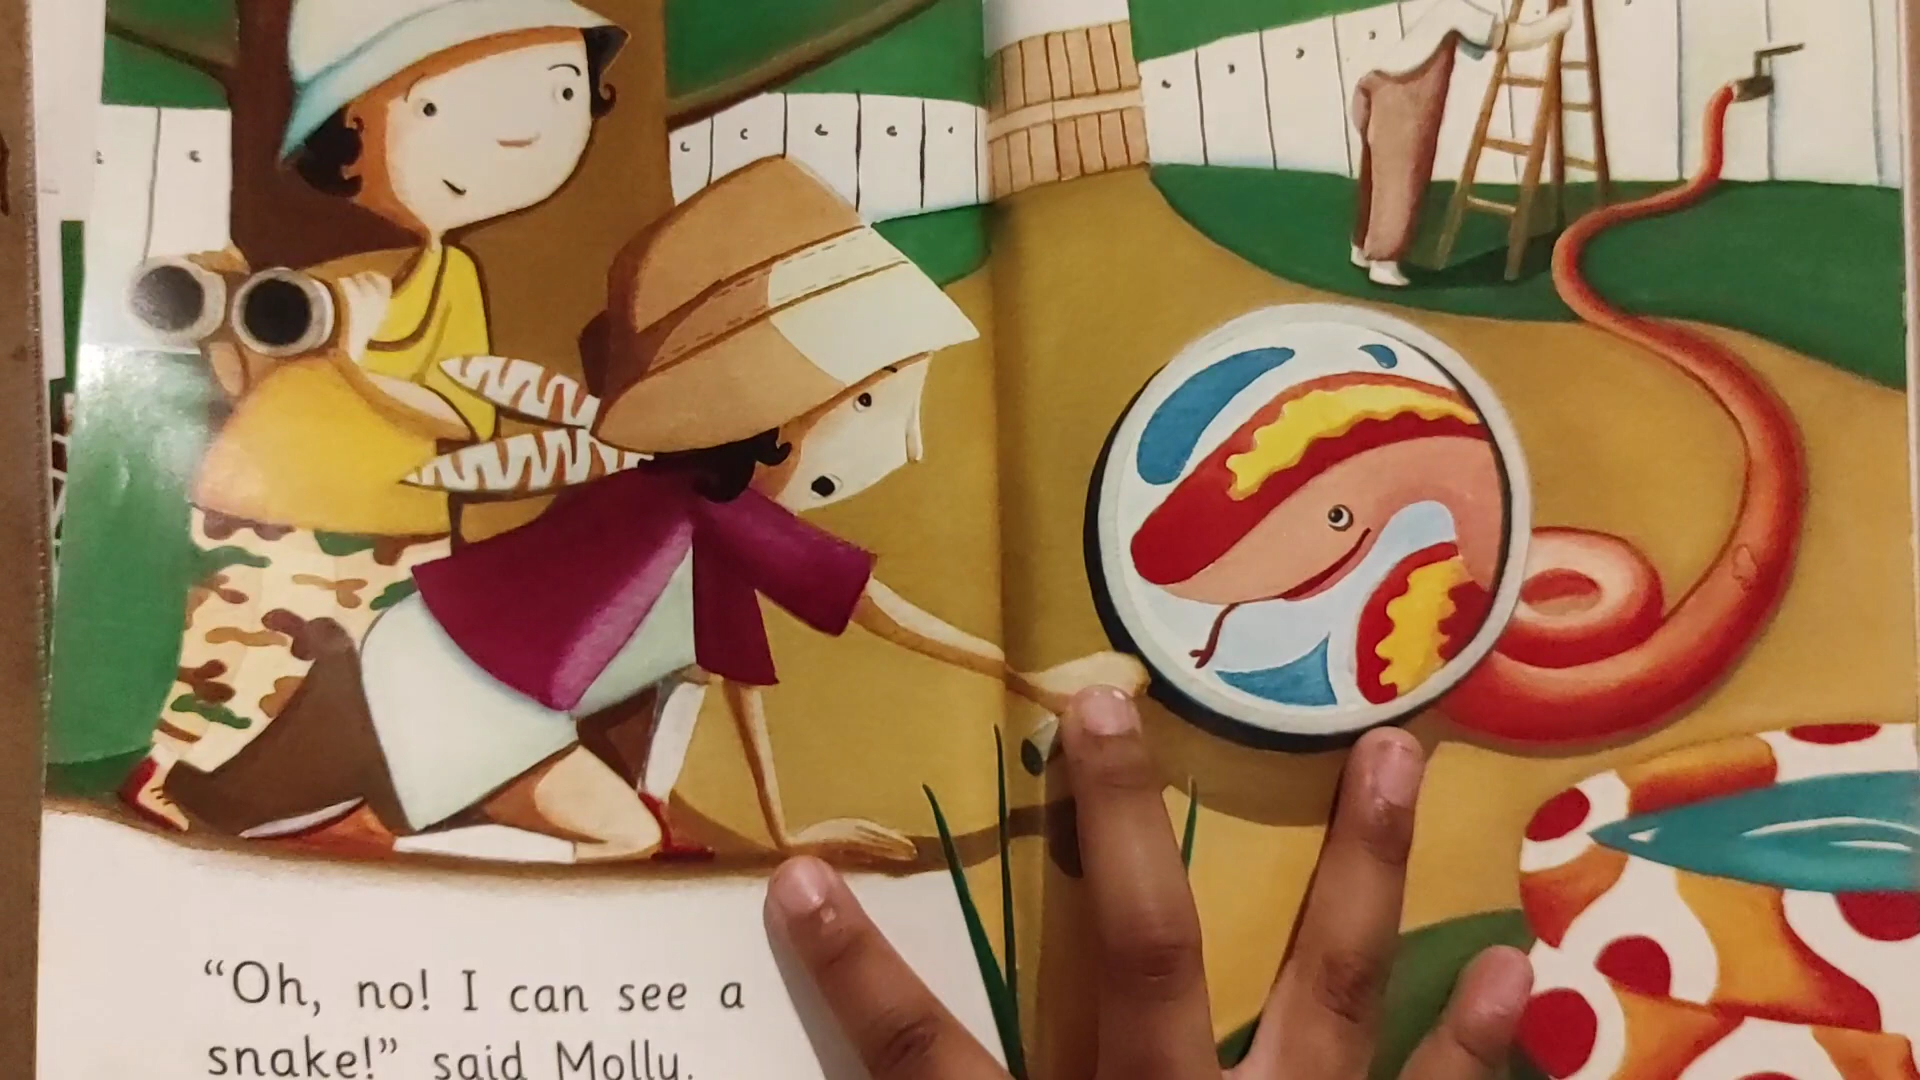 “Oh, no! I can see a
snake!” said Molly.